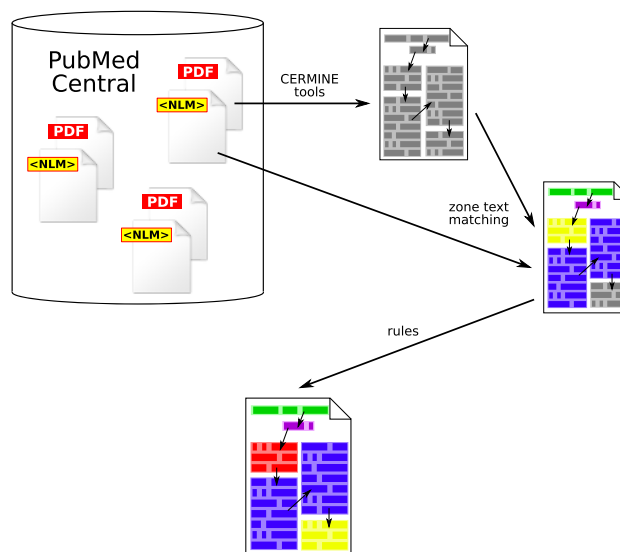 PubMed
Central
PDF
<NLM>
PDF
<NLM>
PDF
<NLM>
CERMINE
tools
zone text
matching
rules